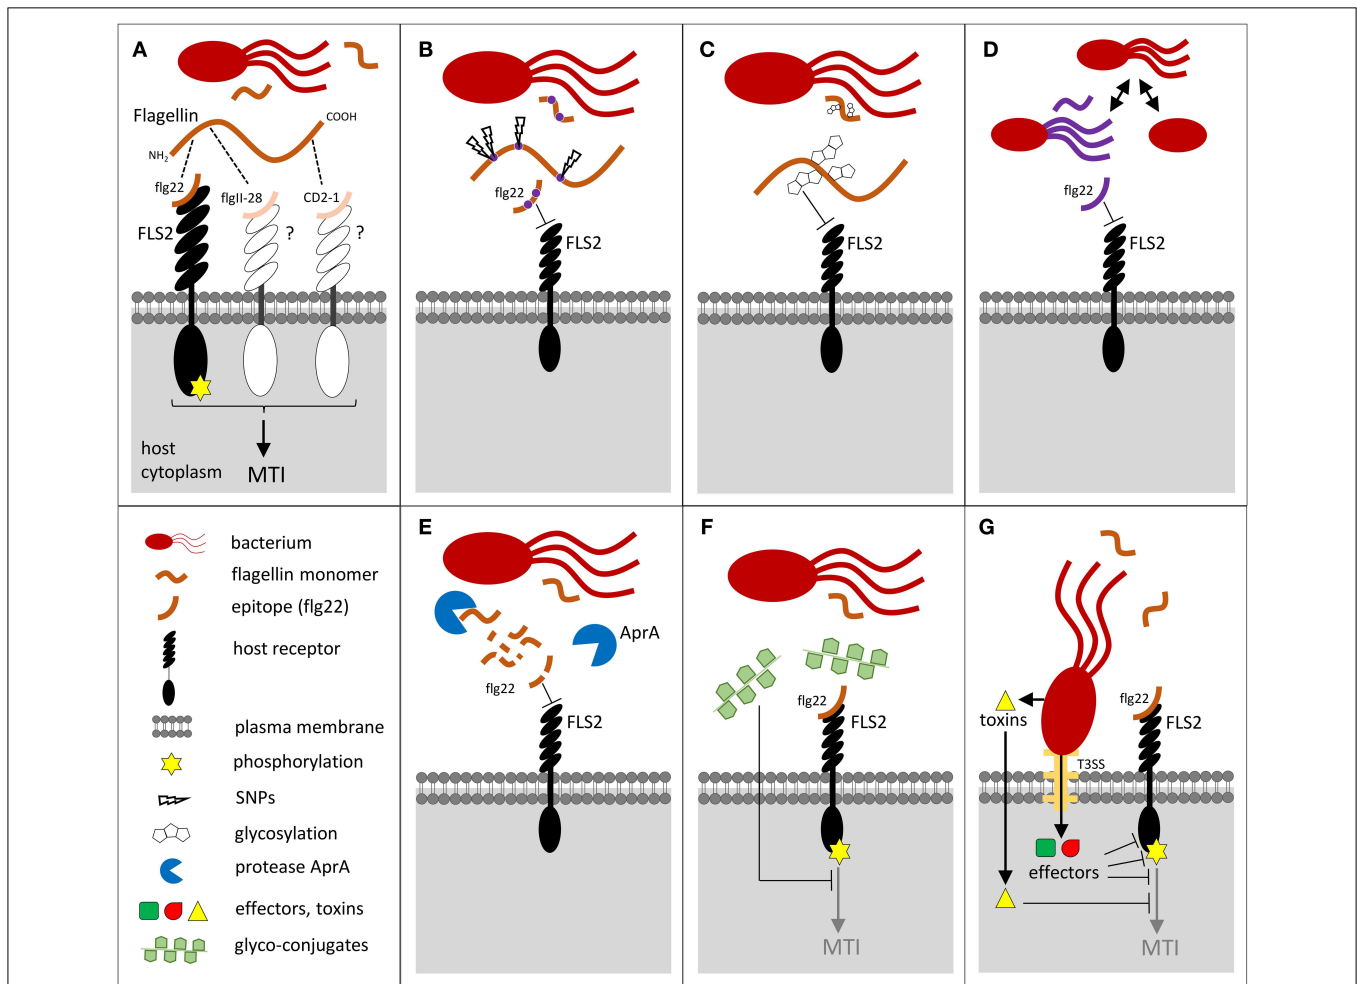 A
Flagellin
COOH
NH2
flg22
flgII-28
CD2-1
FLS2
?
?
host
cytoplasm
MTI
B
flg22
FLS2
C
FLS2
D
flg22
FLS2
bacterium
flagellin monomer
epitope (flg22)
host receptor
plasma membrane
phosphorylation
SNPs
glycosylation
protease AprA
effectors, toxins
glyco-conjugates
E
AprA
flg22
FLS2
F
flg22
FLS2
MTI
G
flg22
toxins
FLS2
T3SS
effectors
MTI